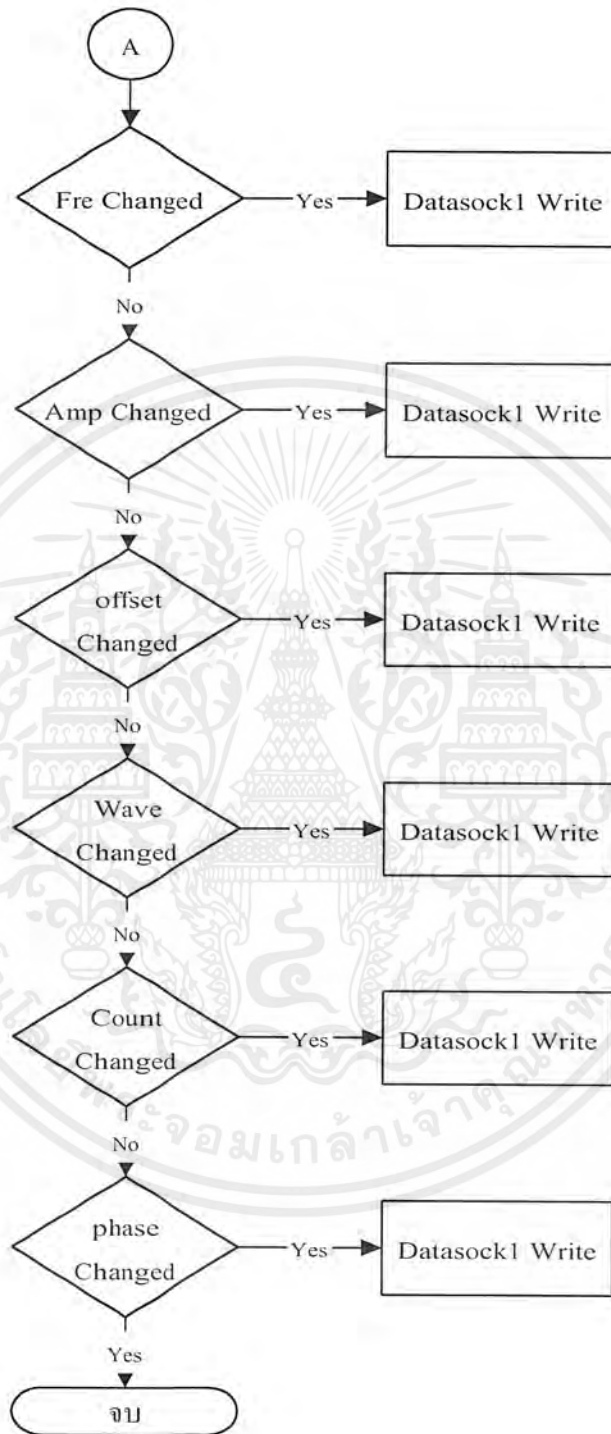 A
Fre Changed
Yes
Datasock1 Write
No
Amp Changed
Yes
Datasock1 Write
No
offset
Changed
Yes
Datasock1 Write
No
Wave
Changed
Yes
Datasock1 Write
No
Count
Changed
Yes
Datasock1 Write
No
phase
Changed
Yes
Datasock1 Write
Yes
จบ